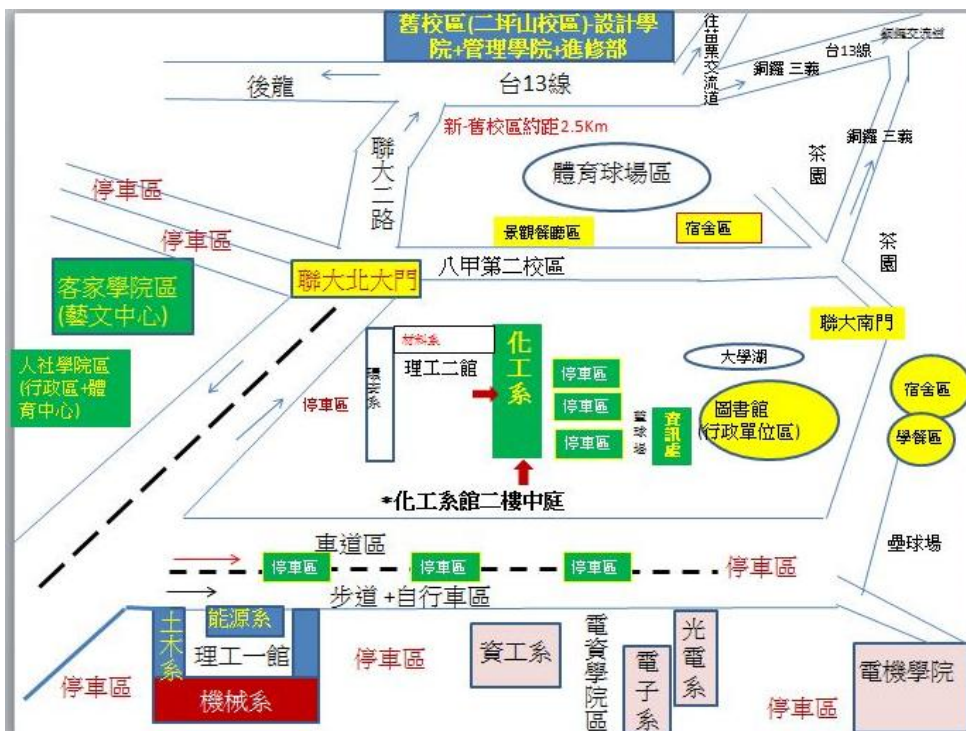 舊校區(二坪山校區)-設計學
院+管理學院+進修部
往苗栗交流道
銅鑼交流道
台13線
銅鑼 三義
後龍
台13線
新-舊校區約距2.5Km
聯大二路
銅鑼 三義
茶園
體育球場區
停車區
停車區
景觀餐廳區
宿舍區
茶園
八甲第二校區
聯大北大門
客家學院區
(藝文中心)
聯大南門
人社學院區
(行政區+體
育中心)
材料系
理工二館
化工系
大學湖
停車區
停車區
停車區
停車區
資訊處
圖書館
(行政單位區)
宿舍區
學餐區
*化工系館二樓中庭
壘球場
車道區
停車區
停車區
停車區
停車區
步道 +自行車區
土木系
能源系
理工一館
機械系
停車區
停車區
資工系
電資學院區
電子系
光電系
停車區
電機學院